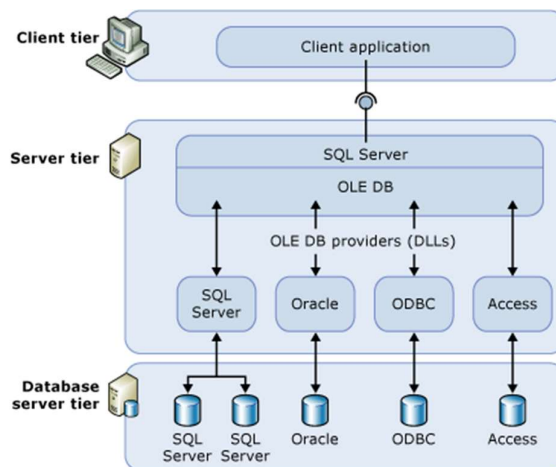 Client tier
Client application
Server tier
SQL Server
OLE DB
OLE DB providers (DLLs)
SQL
Server
Oracle
ODBC
Access
Database
server tier
SQL
Server
SQL
Server
Oracle
ODBC
Access